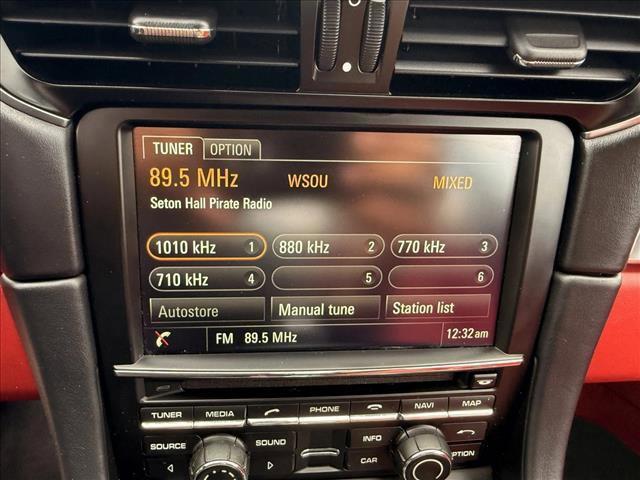 TUNER OPTION
89.5 MHz WSOU MIXED
Seton Hall Pirate Radio
1010 kHz 1 880 kHz 2 770 kHz 3
710 kHz 4 5 6
Autostore Manual tune Station list
FM 89.5 MHz 12:32am
TUNER MEDIA PHONE NAVI MAP
SOURCE SOUND INFO
CAR OPTION